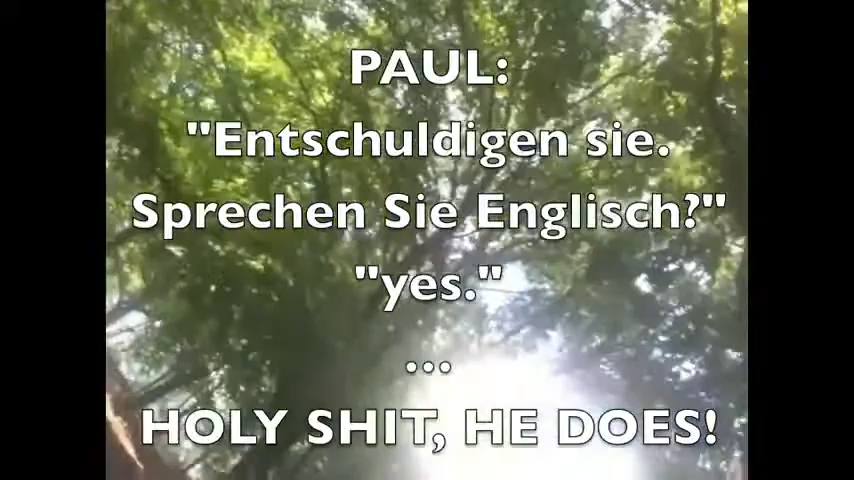 PAUL:
"Entschuldigen sie.
Sprechen Sie Englisch?"
"yes."
...
HOLY SHIT, HE DOES!